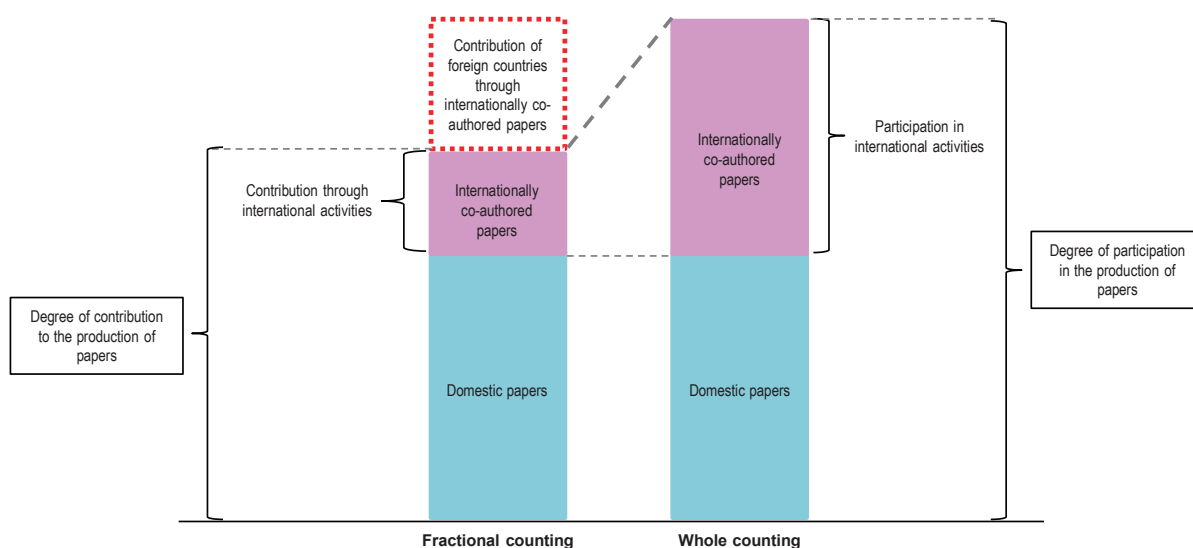 Contribution of
foreign countries
through
internationally co-
authored papers
Internationally
co-authored
papers
Participation in
international activities
Contribution through
international activities
Internationally
co-authored
papers
Degree of participation
in the production of
papers
Degree of contribution
to the production of
papers
Domestic papers
Domestic papers
Fractional counting
Whole counting